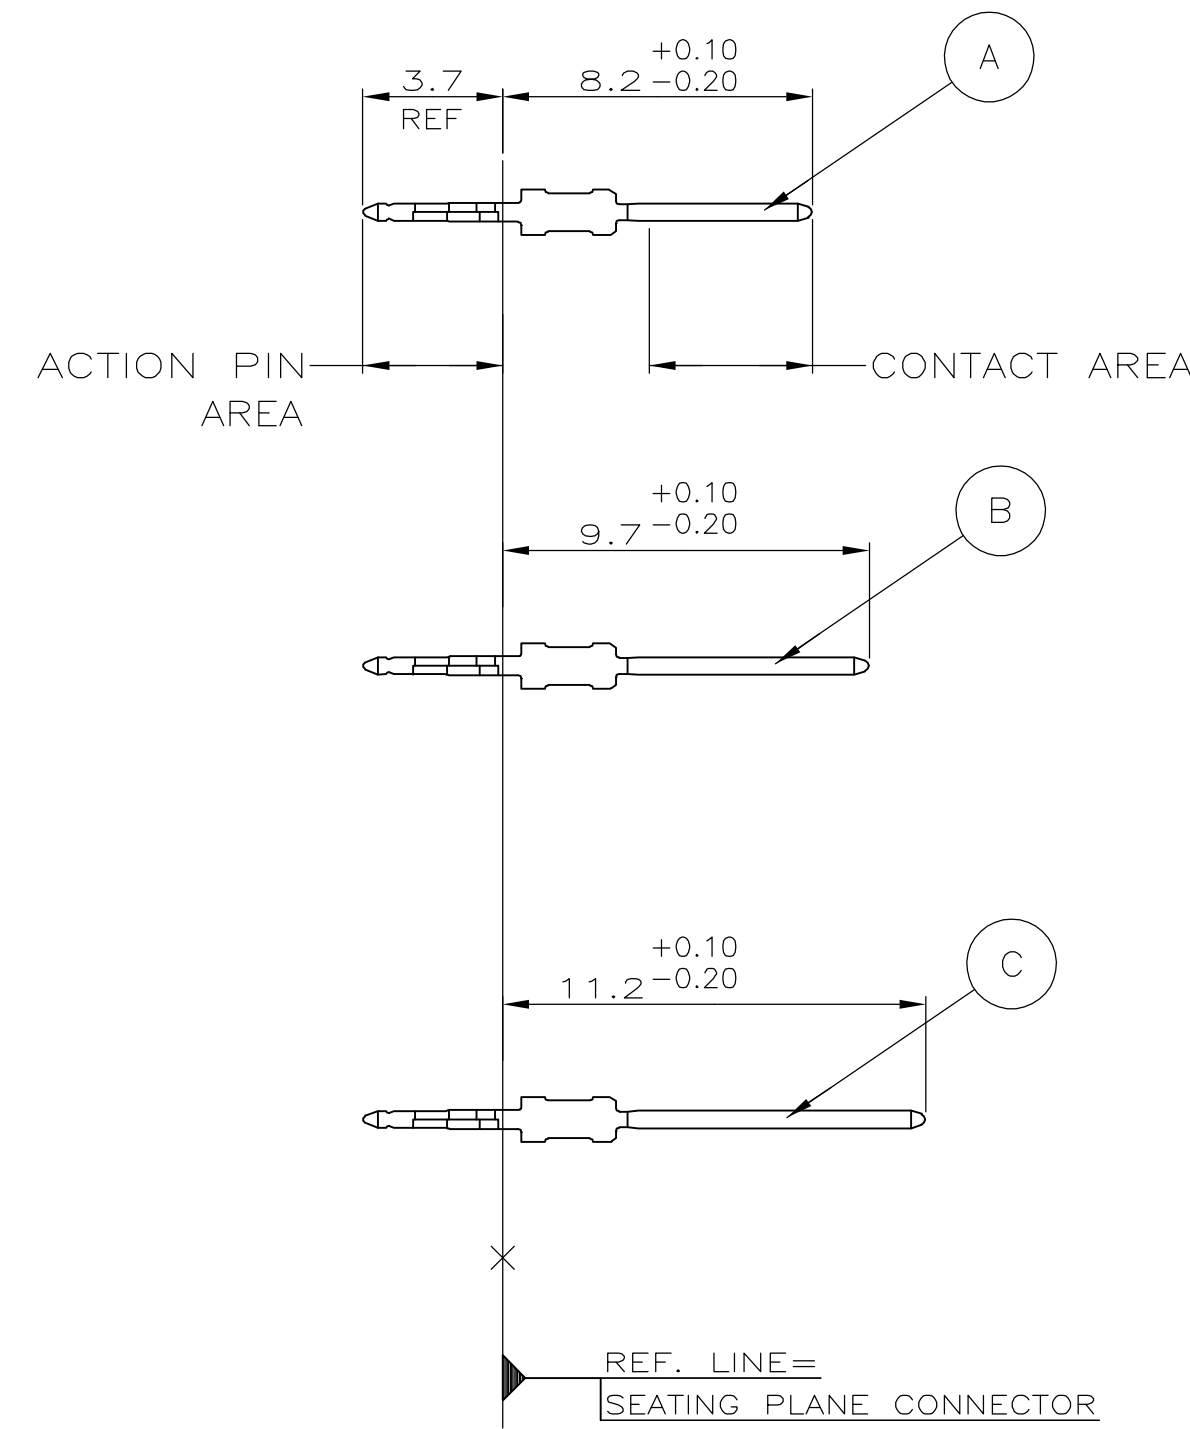 +0.10
3.7 8.2 -0.20
REF
A
ACTION PIN
AREA
CONTACT AREA
+0.10
9.7 -0.20
B
+0.10
11.2 -0.20
C
REF. LINE=
SEATING PLANE CONNECTOR